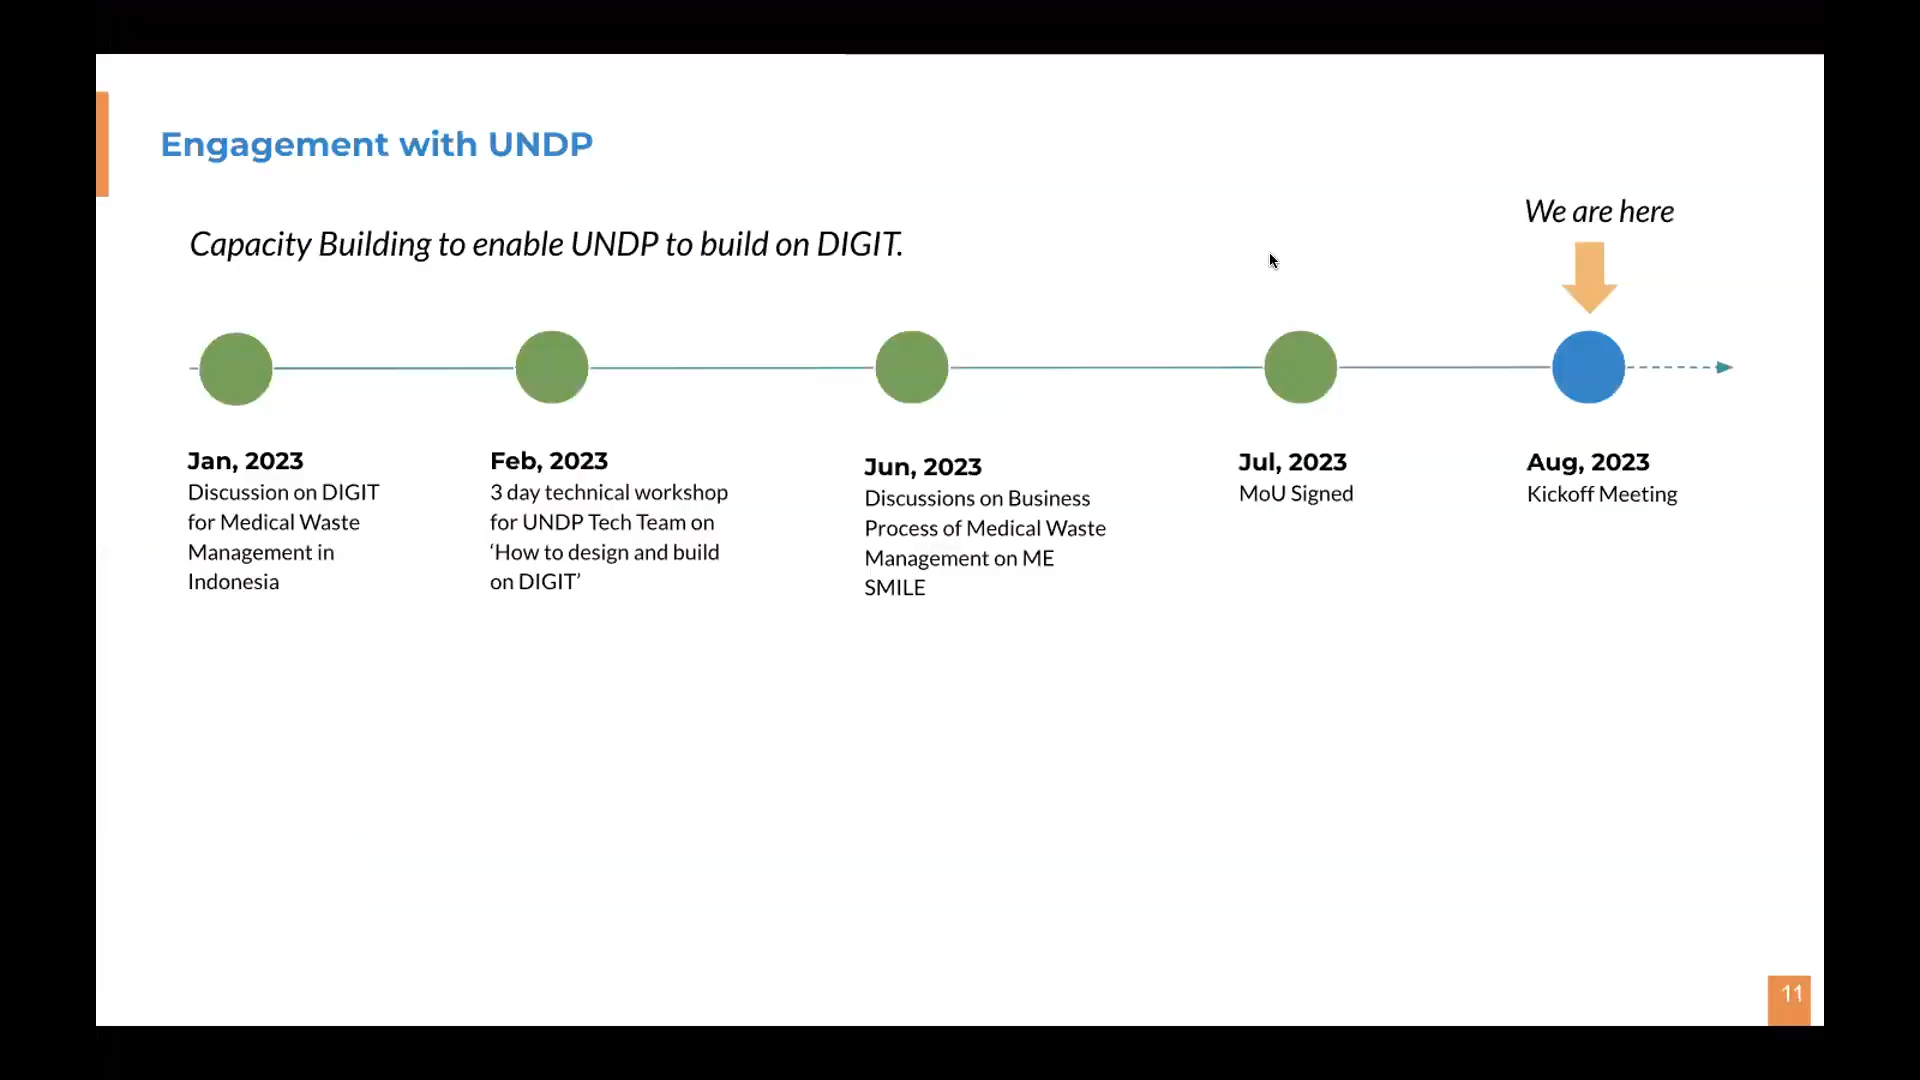 Engagement with UNDP
We are here
Capacity Building to enable UNDP to build on DIGIT.
Jan, 2023
Discussion on DIGIT
for Medical Waste
Management in
Indonesia
Feb, 2023
3 day technical workshop
for UNDP Tech Team on
‘How to design and build
on DIGIT’
Jun, 2023
Discussions on Business
Process of Medical Waste
Management on ME
SMILE
Jul, 2023
MoU Signed
Aug, 2023
Kickoff Meeting
11